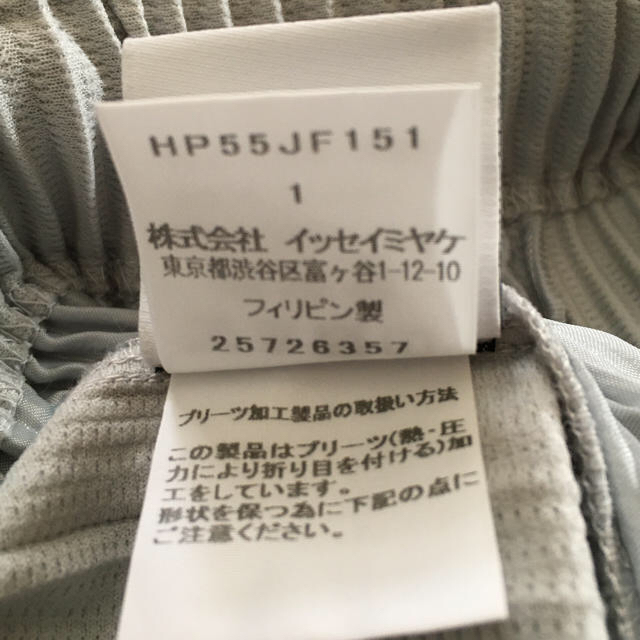 HP55JF151
1
株式会社 イッセイミヤケ
東京都渋谷区富ヶ谷1-12-10
フィリピン製
25726357
プリーツ加工製品の取扱い方法
この製品はプリーツ(熱・圧
力により折り目を付ける)加
工をしています。
形状を保つ為に下記の点に
ご注意ください。